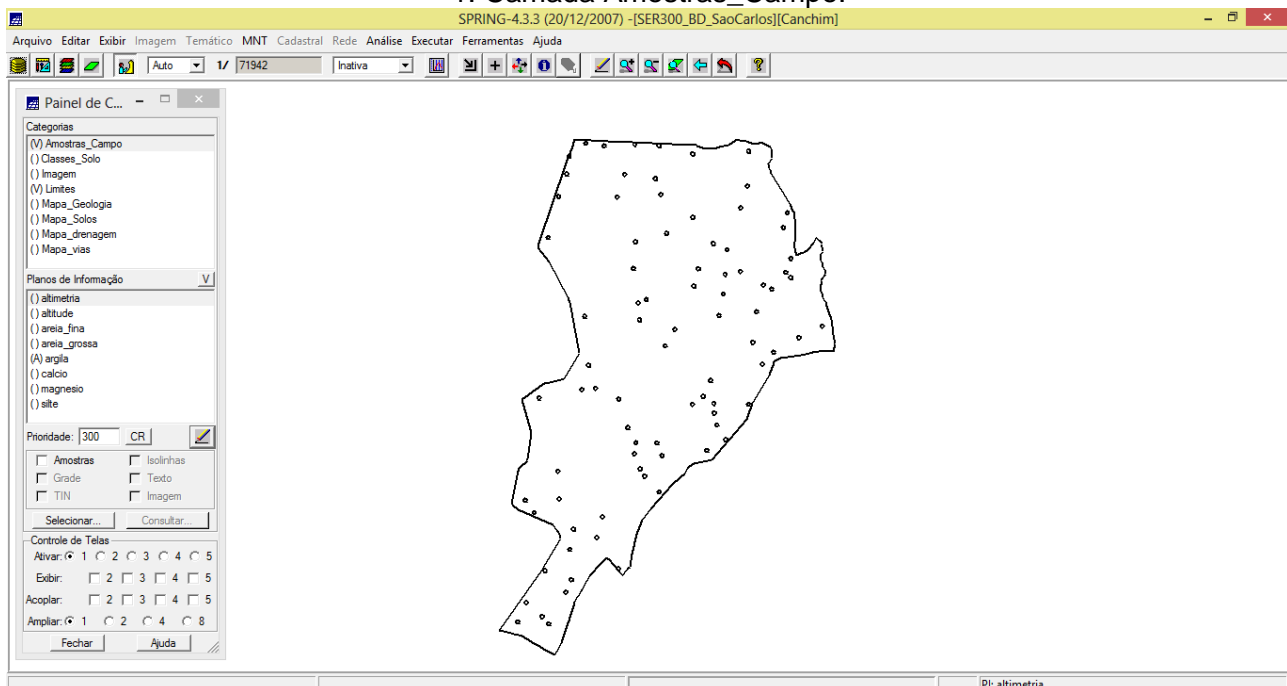 1. Camada Amostras_Campo.
SPRING-4.3.3 (20/12/2007) -[SER300_BD_SaoCarlos][Canchim]
Arquivo Editar Exibir Imagem Temático MNT Cadastral Rede Análise Executar Ferramentas Ajuda
Auto 1/ 71942 Inativa
Painel de C...
Categorias
(V) Amostras_Campo
( ) Classes_Solo
( ) Imagem
(V) Limites
( ) Mapa_Geologia
( ) Mapa_Solos
( ) Mapa_drenagem
( ) Mapa_vias
Planos de Informação V
( ) altimetria
( ) altitude
( ) areia_fina
( ) areia_grossa
(A) argila
( ) calcio
( ) magnesio
( ) silte
Prioridade: 300 CR
Amostras Isolinhas
Grade Texto
TIN Imagem
Selecionar... Consultar...
Controle de Telas
Ativar: 1 2 3 4 5
Exibir: 2 3 4 5
Acoplar: 2 3 4 5
Ampliar: 1 2 4 8
Fechar Ajuda
PI: altimetria